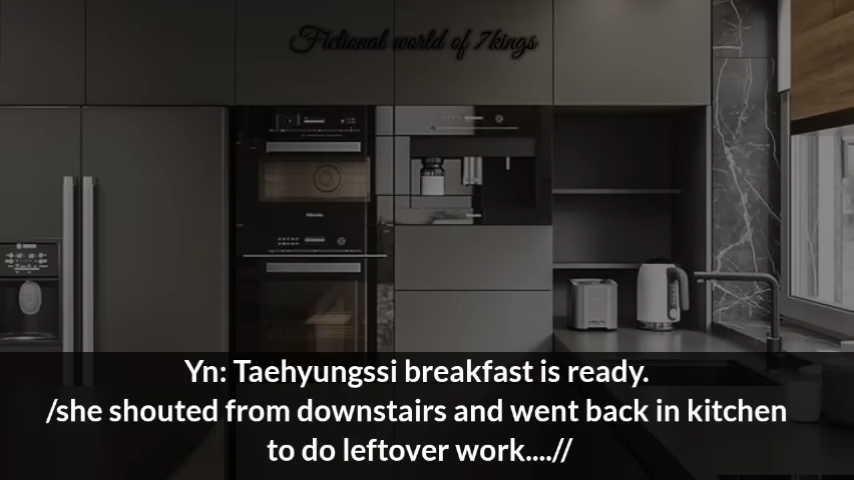 Fictional world of 7kings
Yn: Taehyungssi breakfast is ready.
/she shouted from downstairs and went back in kitchen
to do leftover work....//